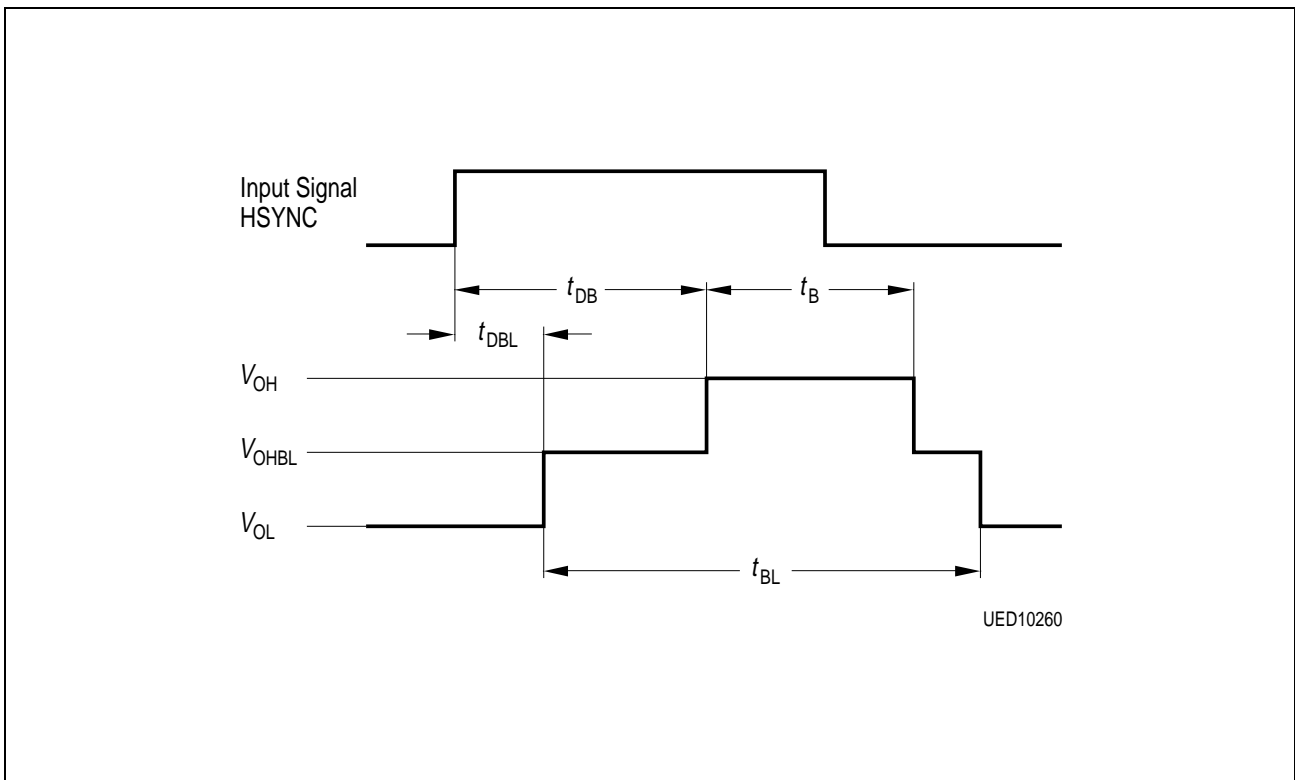 Input Signal
HSYNC
tDB
tB
tDBL
VOH
VOHBL
VOL
tBL
UED10260